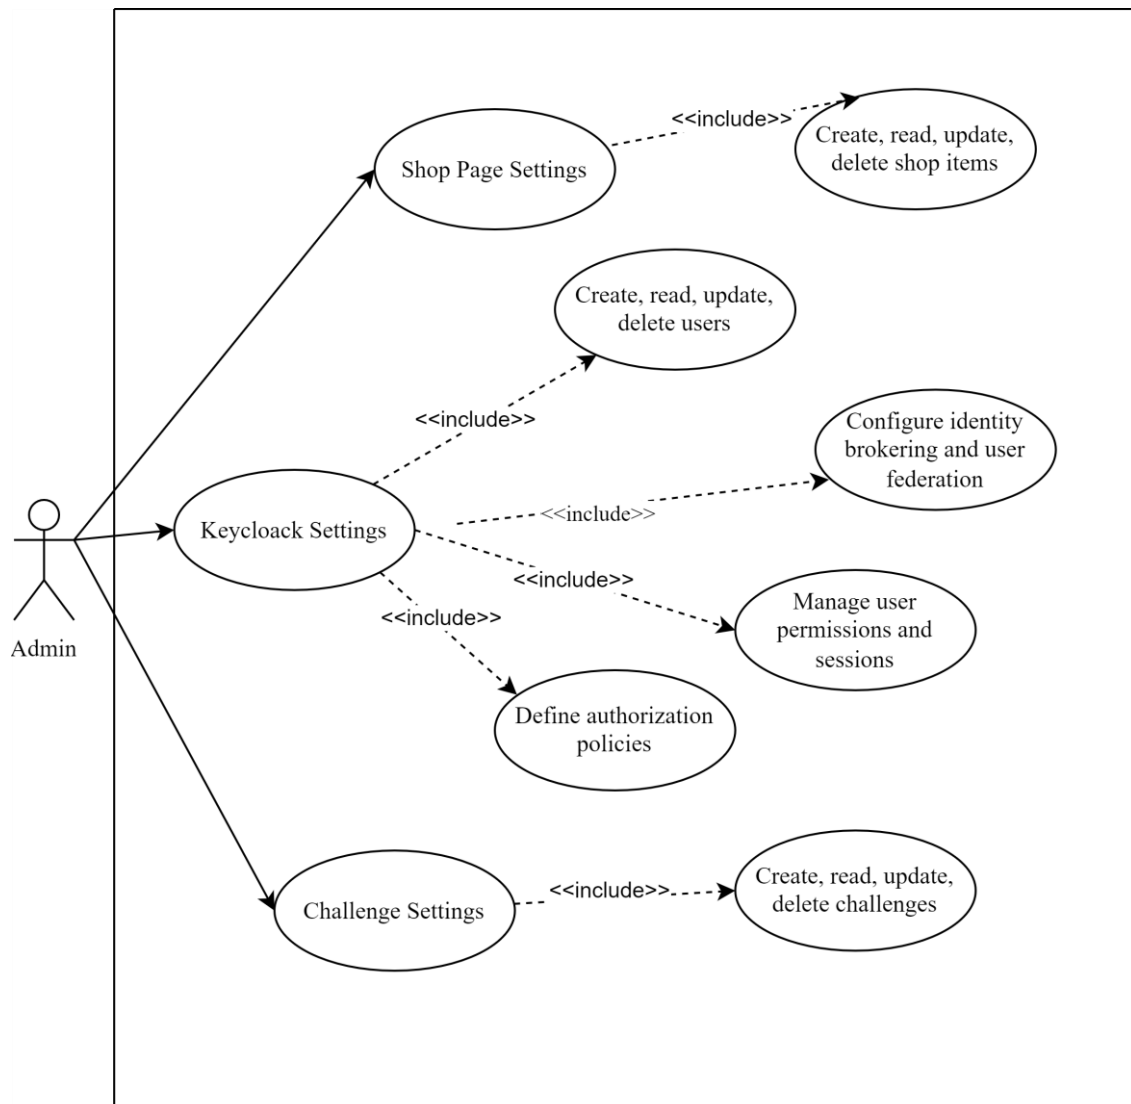 <<include>>
Create, read, update,
delete shop items
Shop Page Settings
Create, read, update,
delete users
<<include>>
Configure identity
brokering and user
federation
<<include>>
Keycloack Settings
<<include>>
Manage user
permissions and
sessions
<<include>>
Admin
Define authorization
policies
Challenge Settings
<<include>>
Create, read, update,
delete challenges